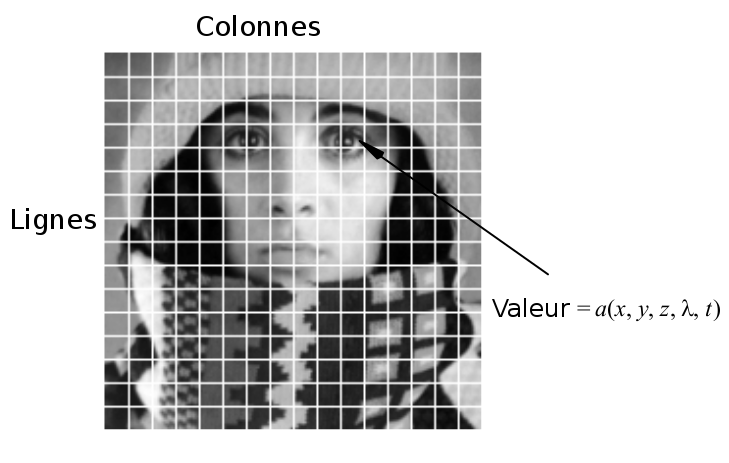 Colonnes
Lignes
Valeur = a(x, y, z, λ, t)